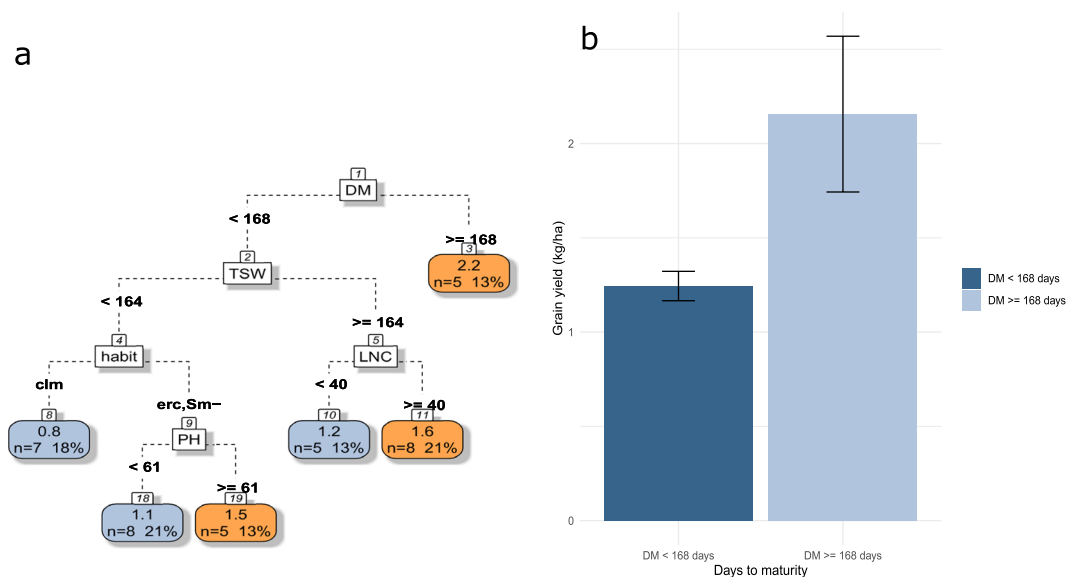 a
1
DM
< 168
>= 168
2
TSW
3
2.2
n=5 13%
< 164
>= 164
4
habit
5
LNC
clm
erc,Sm−
< 40
>= 40
8
0.8
n=7 18%
9
PH
10
1.2
n=5 13%
11
1.6
n=8 21%
< 61
>= 61
18
1.1
n=8 21%
19
1.5
n=5 13%
b
Grain yield (kg/ha)
2
1
0
DM < 168 days
DM >= 168 days
Days to maturity
DM < 168 days
DM >= 168 days